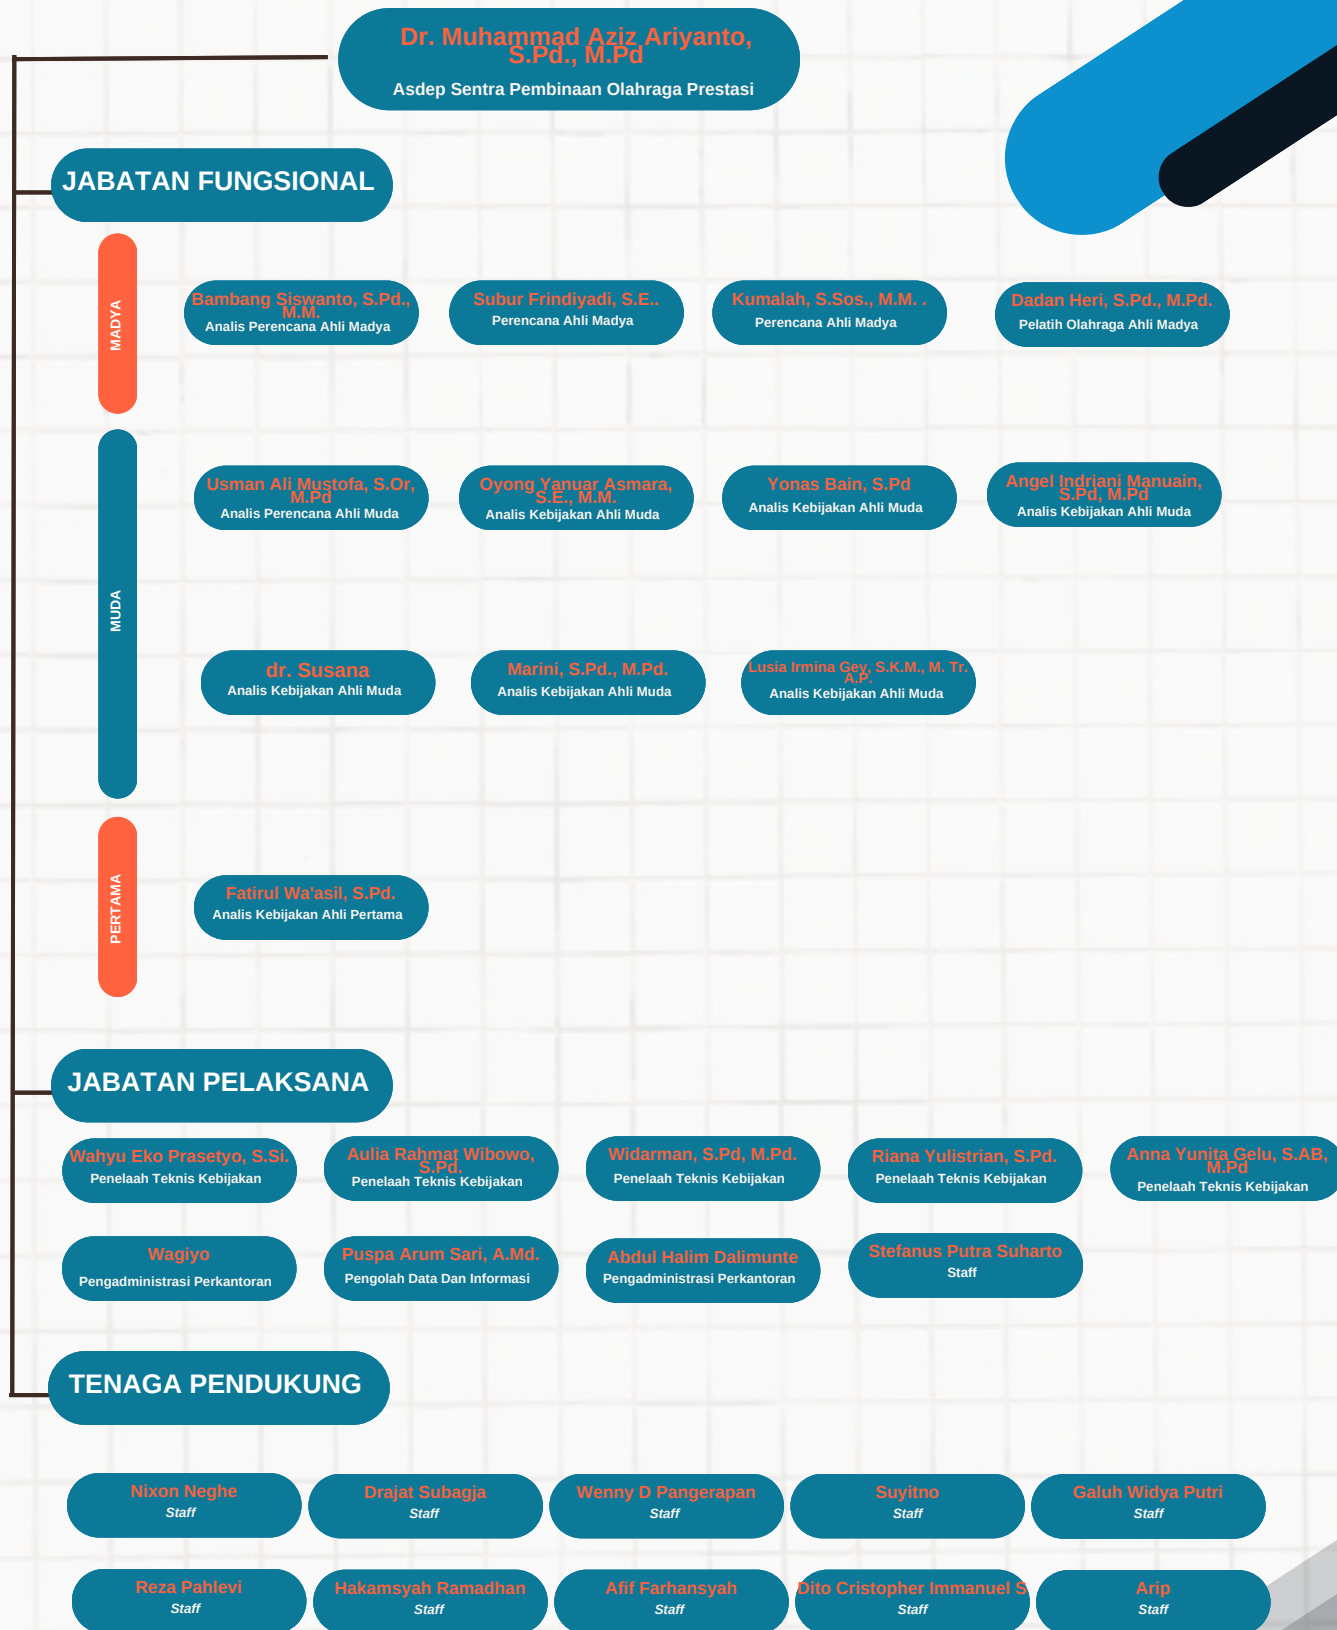 Dr. Muhammad Aziz Ariyanto,
S.Pd., M.Pd
Asdep Sentra Pembinaan Olahraga Prestasi
JABATAN FUNGSIONAL
MADYA
Bambang Siswanto, S.Pd.,
M.M.
Analis Perencana Ahli Madya
Subur Frindiyadi, S.E..
Perencana Ahli Madya
Kumalah, S.Sos., M.M. .
Perencana Ahli Madya
Dadan Heri, S.Pd., M.Pd.
Pelatih Olahraga Ahli Madya
MUDA
Usman Ali Mustofa, S.Or,
M.Pd
Analis Perencana Ahli Muda
Oyong Yanuar Asmara,
S.E., M.M.
Analis Kebijakan Ahli Muda
Yonas Bain, S.Pd
Analis Kebijakan Ahli Muda
Angel Indriani Manuain,
S.Pd, M.Pd
Analis Kebijakan Ahli Muda
dr. Susana
Analis Kebijakan Ahli Muda
Marini, S.Pd., M.Pd.
Analis Kebijakan Ahli Muda
Lusia Irmina Gey, S.K.M., M. Tr.
A.P.
Analis Kebijakan Ahli Muda
PERTAMA
Fatirul Wa'asil, S.Pd.
Analis Kebijakan Ahli Pertama
JABATAN PELAKSANA
Wahyu Eko Prasetyo, S.Si.
Penelaah Teknis Kebijakan
Aulia Rahmat Wibowo,
S.Pd.
Penelaah Teknis Kebijakan
Widarman, S.Pd, M.Pd.
Penelaah Teknis Kebijakan
Riana Yulistrian, S.Pd.
Penelaah Teknis Kebijakan
Anna Yunita Gelu, S.AB,
M.Pd
Penelaah Teknis Kebijakan
Wagiyo
Pengadministrasi Perkantoran
Puspa Arum Sari, A.Md.
Pengolah Data Dan Informasi
Abdul Halim Dalimunte
Pengadministrasi Perkantoran
Stefanus Putra Suharto
Staff
TENAGA PENDUKUNG
Nixon Neghe
Staff
Drajat Subagja
Staff
Wenny D Pangerapan
Staff
Suyitno
Staff
Galuh Widya Putri
Staff
Reza Pahlevi
Staff
Hakamsyah Ramadhan
Staff
Afif Farhansyah
Staff
Dito Cristopher Immanuel S
Staff
Arip
Staff